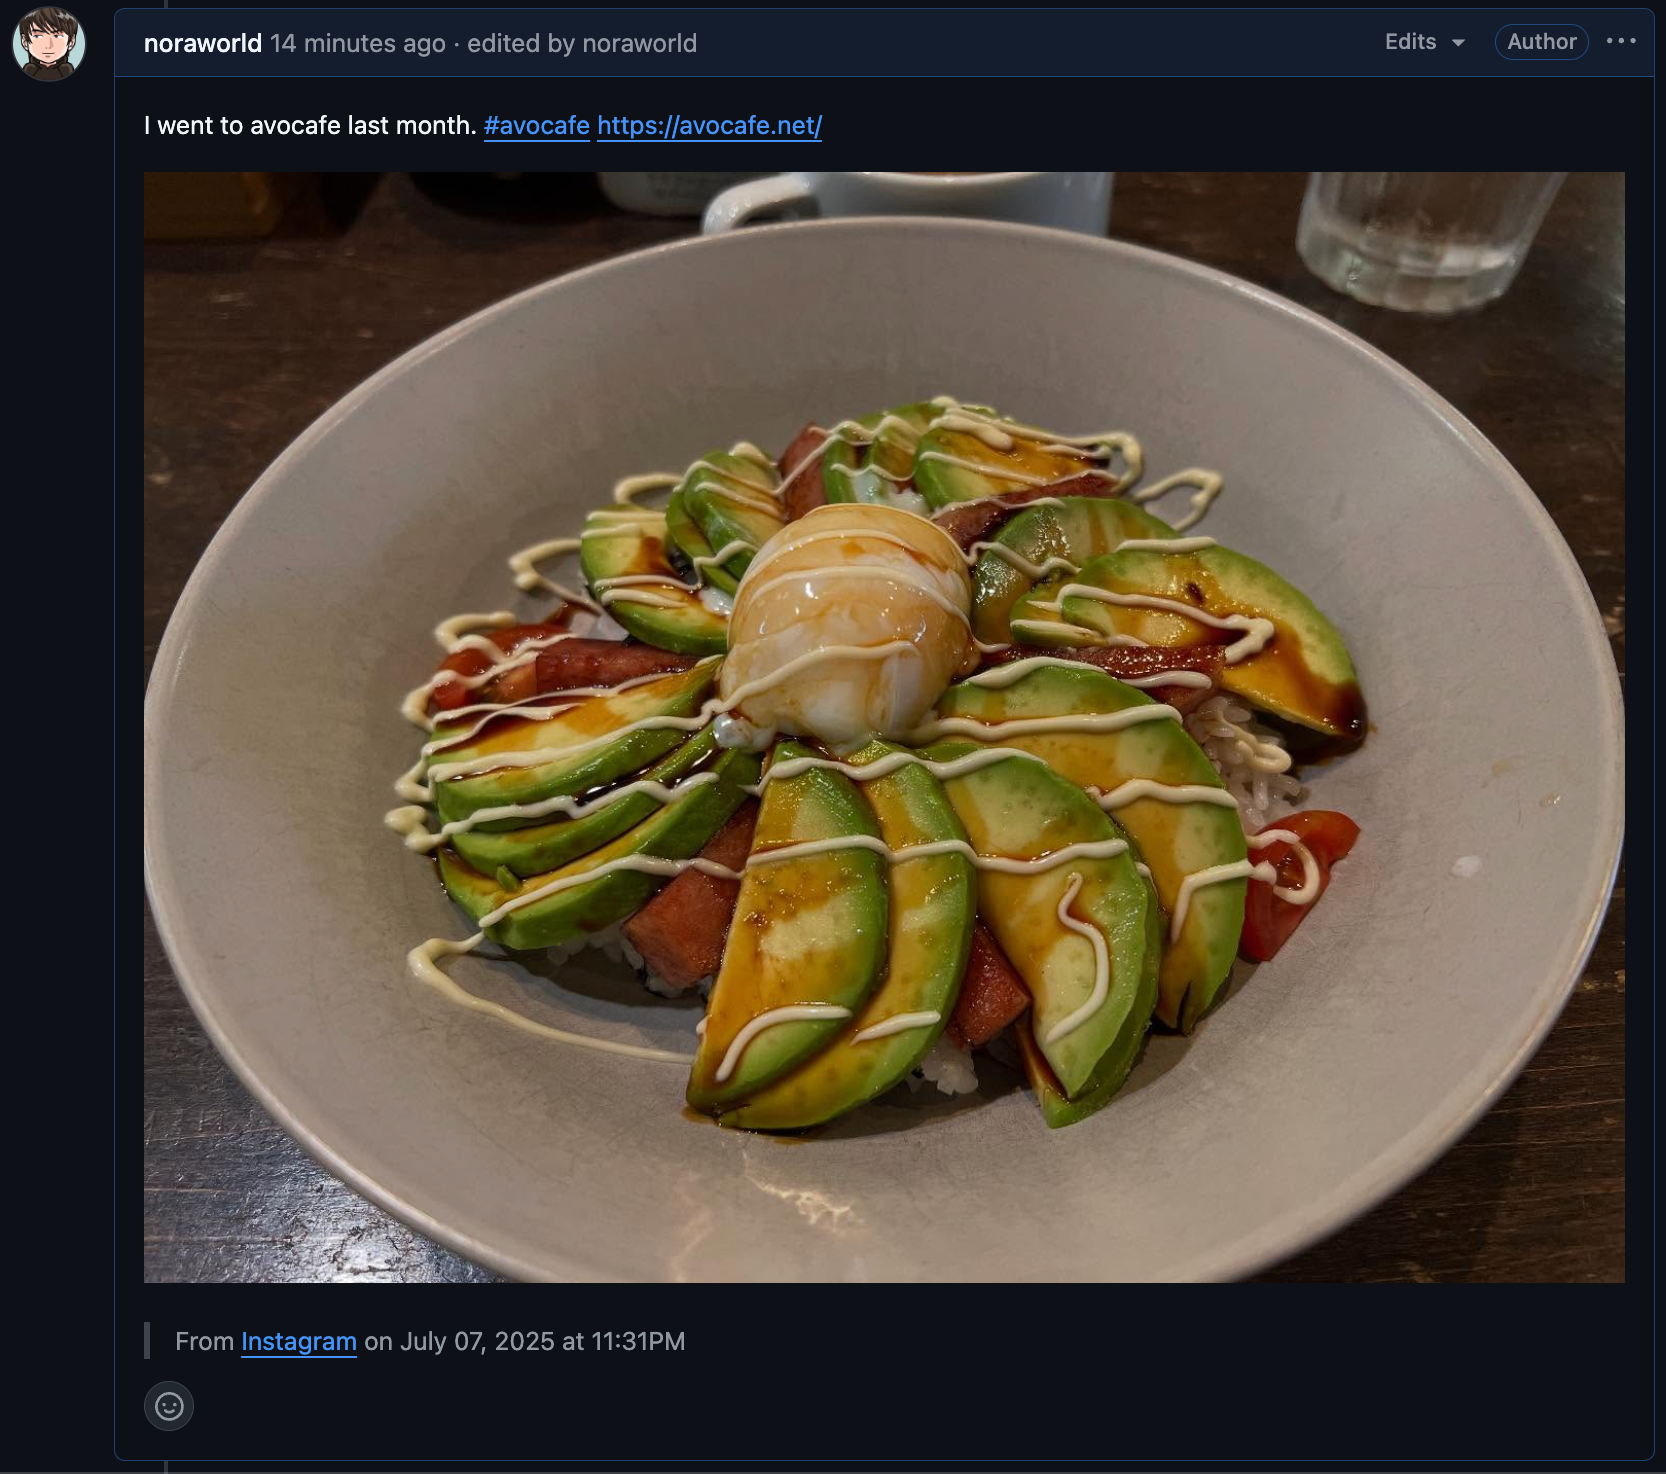 noraworld 14 minutes ago · edited by noraworld Edits Author
I went to avocafe last month. #avocafe https://avocafe.net/
From Instagram on July 07, 2025 at 11:31PM